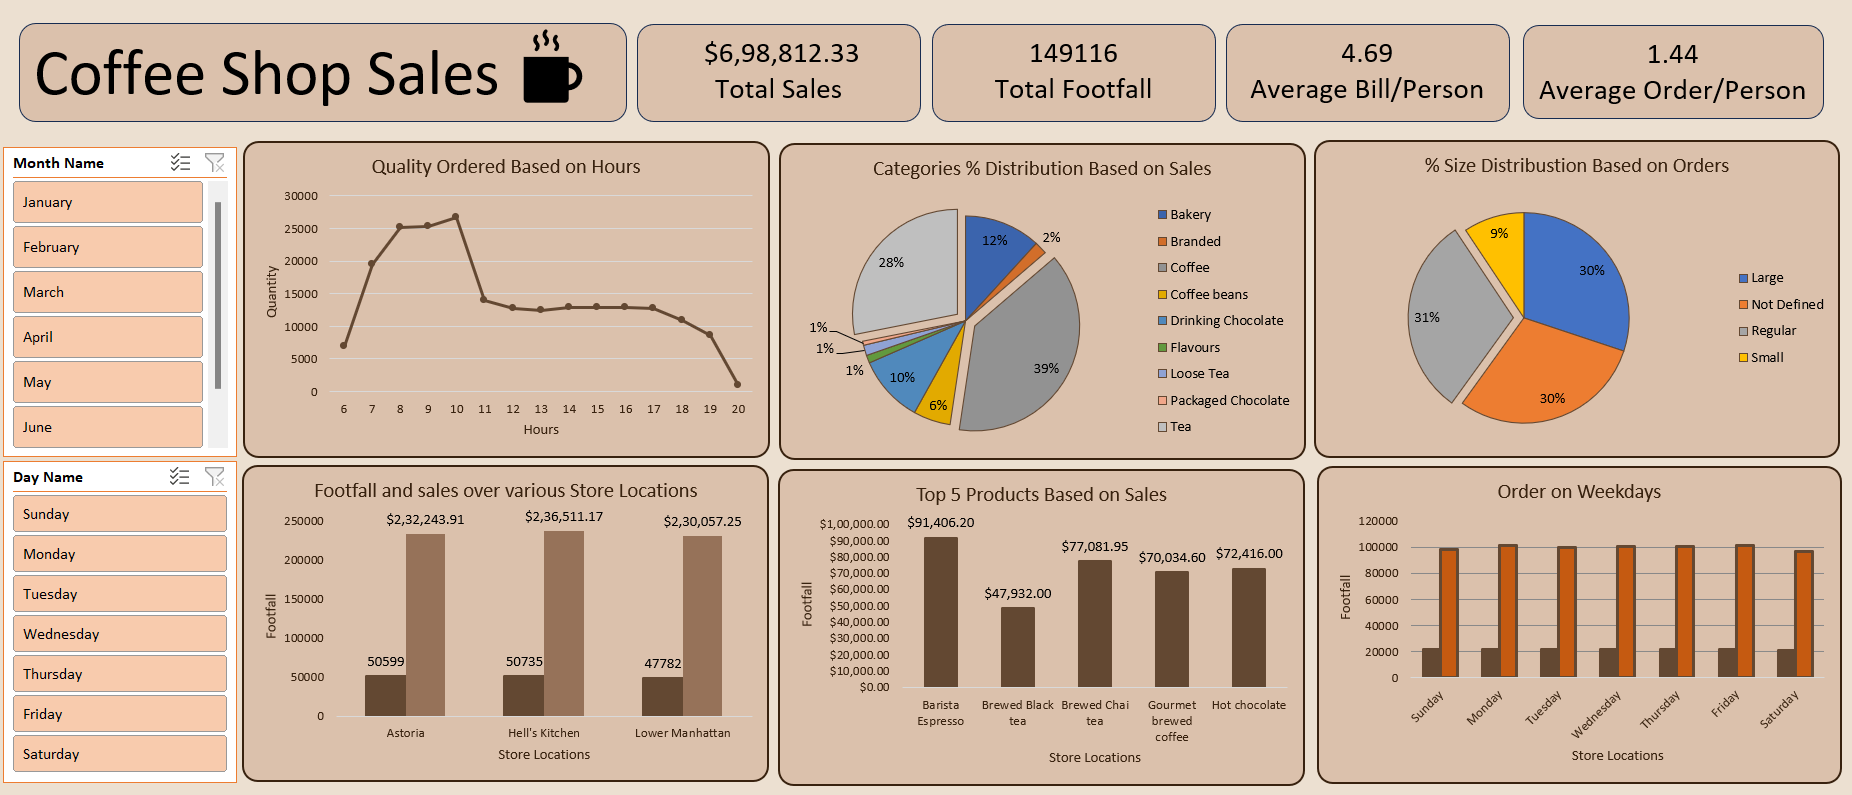 Coffee Shop Sales
$6,98,812.33
Total Sales
149116
Total Footfall
4.69
Average Bill/Person
1.44
Average Order/Person
Month Name
January
February
March
April
May
June
Day Name
Sunday
Monday
Tuesday
Wednesday
Thursday
Friday
Saturday
Quality Ordered Based on Hours
Quantity
30000
25000
20000
15000
10000
5000
0
6 7 8 9 10 11 12 13 14 15 16 17 18 19 20
Hours
Categories % Distribution Based on Sales
12%
2%
39%
6%
10%
1%
1%
1%
28%
Bakery
Branded
Coffee
Coffee beans
Drinking Chocolate
Flavours
Loose Tea
Packaged Chocolate
Tea
% Size Distribustion Based on Orders
30%
30%
31%
9%
Large
Not Defined
Regular
Small
Footfall and sales over various Store Locations
Footfall
250000
200000
150000
100000
50000
0
50599
$2,32,243.91
50735
$2,36,511.17
47782
$2,30,057.25
Astoria
Hell's Kitchen
Lower Manhattan
Store Locations
Top 5 Products Based on Sales
Footfall
$1,00,000.00
$90,000.00
$80,000.00
$70,000.00
$60,000.00
$50,000.00
$40,000.00
$30,000.00
$20,000.00
$10,000.00
$0.00
$91,406.20
$47,932.00
$77,081.95
$70,034.60
$72,416.00
Barista
Espresso
Brewed Black
tea
Brewed Chai
tea
Gourmet
brewed
coffee
Hot chocolate
Store Locations
Order on Weekdays
Footfall
120000
100000
80000
60000
40000
20000
0
Sunday
Monday
Tuesday
Wednesday
Thursday
Friday
Saturday
Store Locations